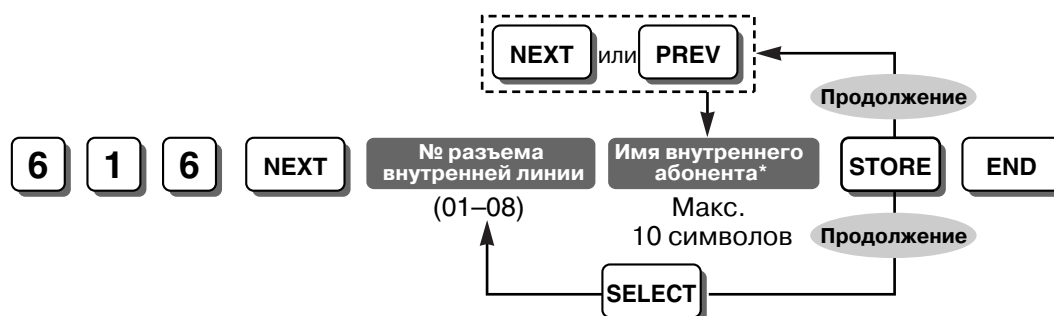 NEXT или PREV
Продолжение
6 1 6 NEXT № разъема внутренней линии Имя внутреннего абонента* STORE END
(01–08)
Макс.
10 символов
Продолжение
SELECT